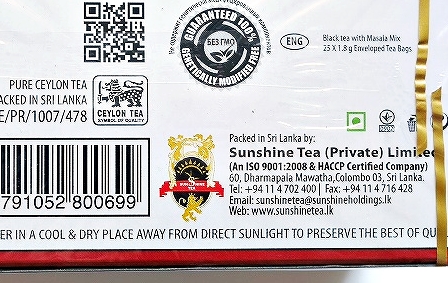 GUARANTEED 100%
БЕЗ ГМО
GENETICALLY MODIFIED FREE
ENG
Black tea with Masala Mix
25 X 1.8 g Enveloped Tea Bags
PURE CEYLON TEA
PACKED IN SRI LANKA
E/PR/1007/478
CEYLON TEA
SYMBOL OF QUALITY
Packed in Sri Lanka by:
Sunshine Tea (Private) Limited
(An ISO 9001:2008 & HACCP Certified Company)
60, Dharmapala Mawatha,Colombo 03, Sri Lanka.
Tel: +94 11 4 702 400 | Fax: +94 11 4 716 428
Email: sunshinetea@sunshineholdings.lk
Web: www.sunshinetea.lk
SUNSHINE
TEA
791052 800699
ER IN A COOL & DRY PLACE AWAY FROM DIRECT SUNLIGHT TO PRESERVE THE BEST OF QU